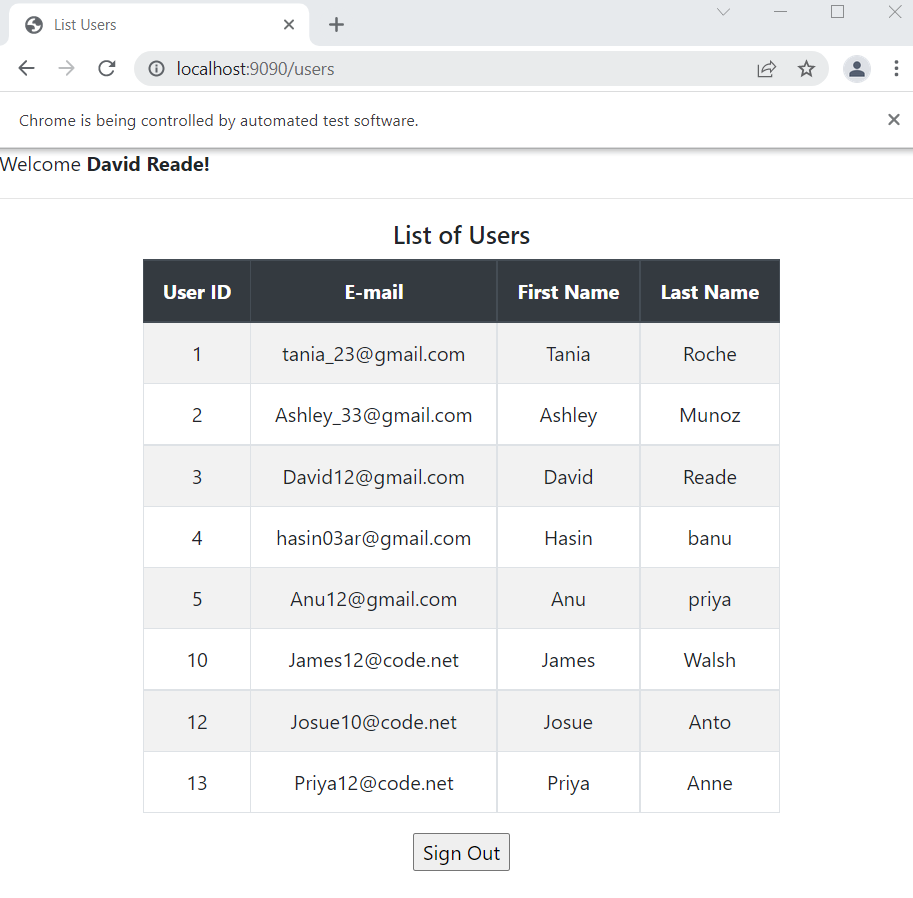 List Users
localhost:9090/users
Chrome is being controlled by automated test software.
Welcome David Reade!
List of Users
User ID E-mail First Name Last Name
1 tania_23@gmail.com Tania Roche
2 Ashley_33@gmail.com Ashley Munoz
3 David12@gmail.com David Reade
4 hasin03ar@gmail.com Hasin banu
5 Anu12@gmail.com Anu priya
10 James12@code.net James Walsh
12 Josue10@code.net Josue Anto
13 Priya12@code.net Priya Anne
Sign Out